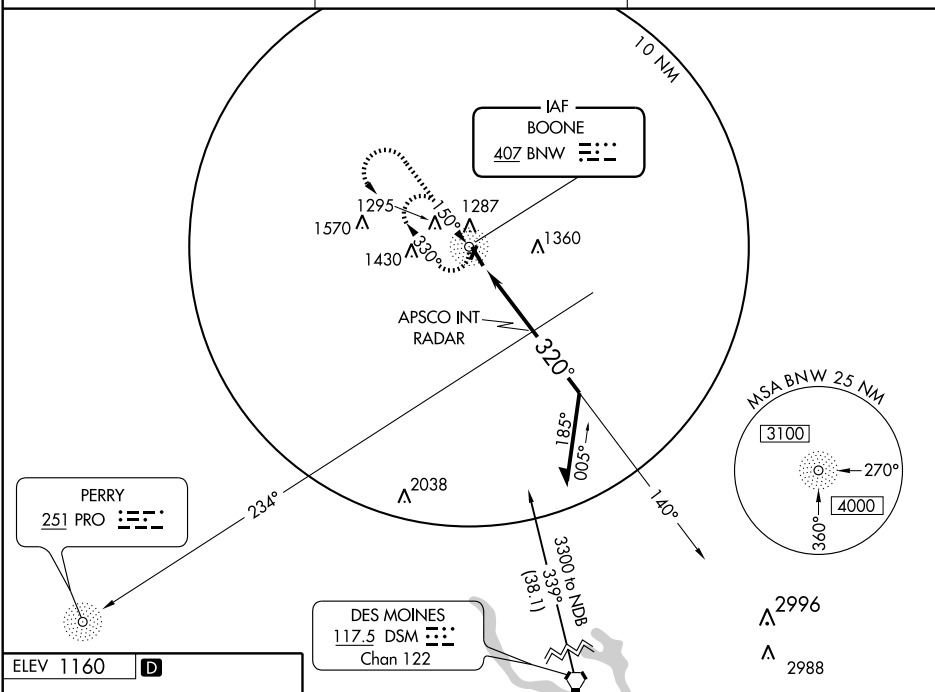 10 NM
IAF
BOONE
407 BNW
1295
1287
150°
1570
330°
1430
1360
APSCO INT
RADAR
320°
MSA BNW 25 NM
3100
270°
4000
360°
185°
005°
2038
234°
140°
PERRY
251 PRO
3300 to NDB
339°
(38.1)
DES MOINES
117.5 DSM
Chan 122
2996
2988
ELEV 1160 D